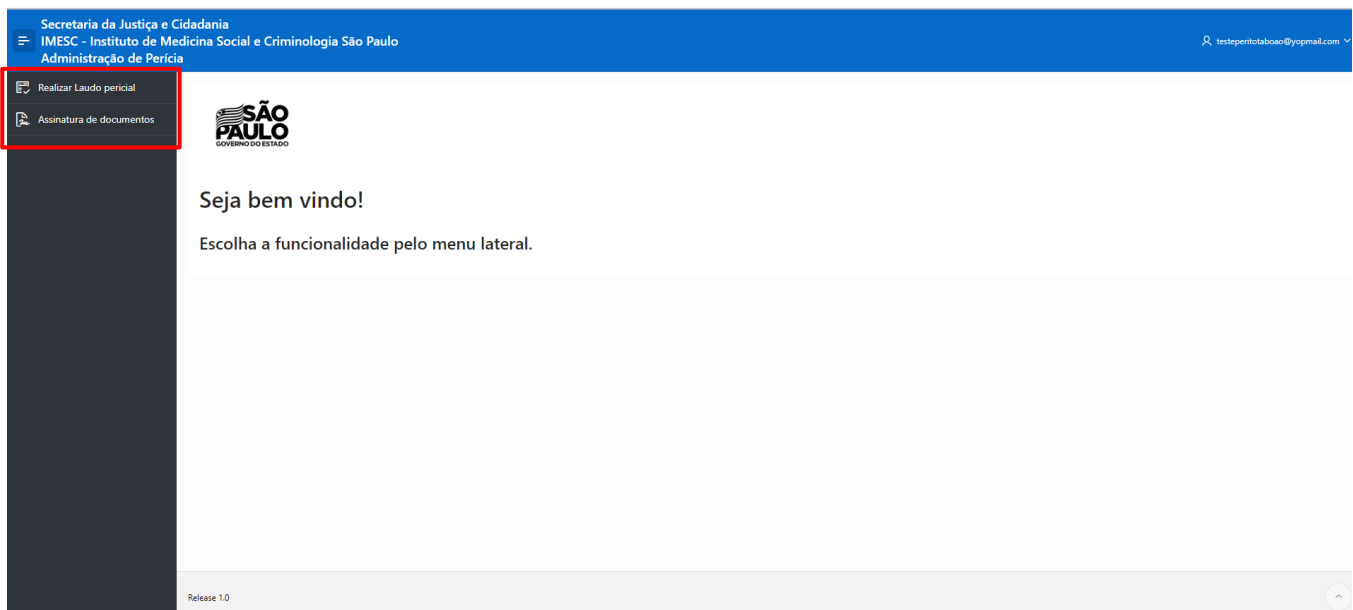 Secretaria da Justiça e Cidadania
IMESC - Instituto de Medicina Social e Criminologia São Paulo
Administração de Perícia
testeperitotaboao@yopmail.com
Realizar Laudo pericial
Assinatura de documentos
SÃO
PAULO
GOVERNO DO ESTADO
Seja bem vindo!
Escolha a funcionalidade pelo menu lateral.
Release 1.0